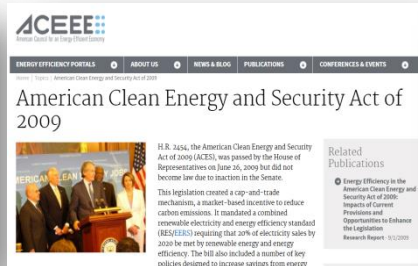 ACEEE
American Council for an Energy-Efficient Economy
ENERGY EFFICIENCY PORTALS
ABOUT US
NEWS & BLOG
PUBLICATIONS
CONFERENCES & EVENTS
Home | Topics | American Clean Energy and Security Act of 2009
American Clean Energy and Security Act of
2009
H.R. 2454, the American Clean Energy and Security
Act of 2009 (ACES), was passed by the House of
Representatives on June 26, 2009 but did not
become law due to inaction in the Senate.
This legislation created a cap-and-trade
mechanism, a market-based incentive to reduce
carbon emissions. It mandated a combined
renewable electricity and energy efficiency standard
(RES/EERS) requiring that 20% of electricity sales by
2020 be met by renewable energy and energy
efficiency. The bill also included a number of key
policies designed to increase savings from energy
Related
Publications
Energy Efficiency in the
American Clean Energy and
Security Act of 2009:
Impacts of Current
Provisions and
Opportunities to Enhance
the Legislation
Research Report - 9/1/2009